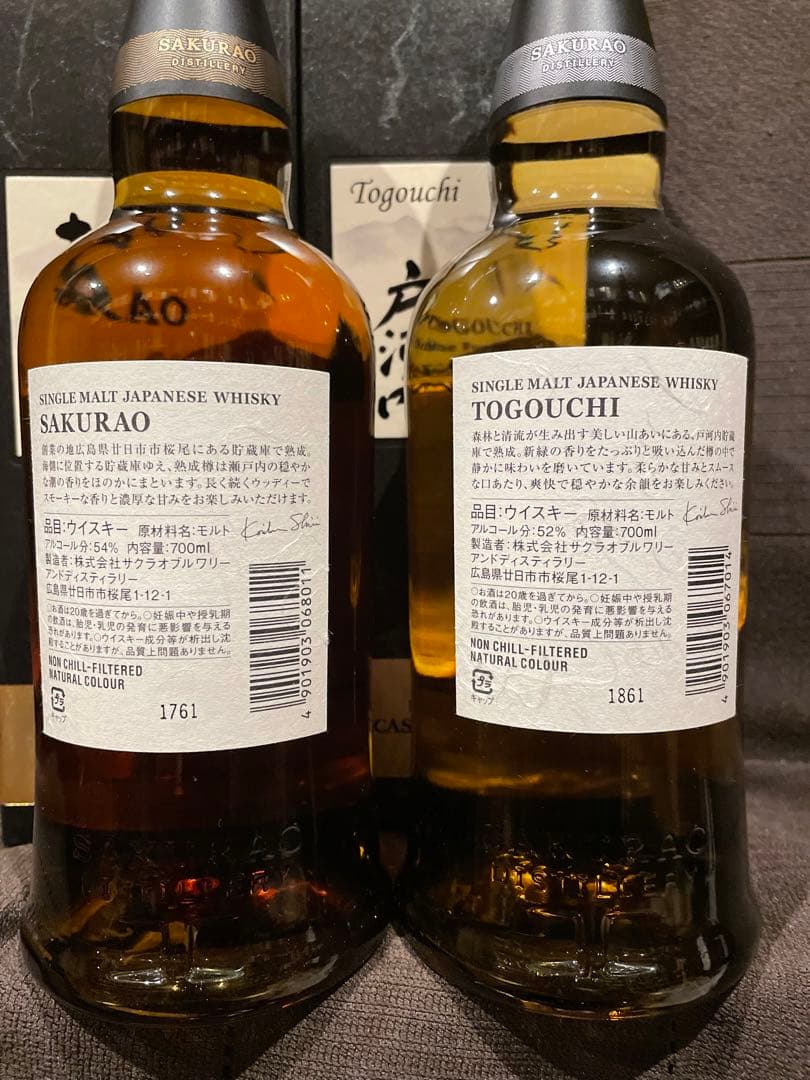 SAKURAO
DISTILLERY
AO
SINGLE MALT JAPANESE WHISKY
SAKURAO
創業の地広島県廿日市市桜尾にある貯蔵庫で熟成。
海側に位置する貯蔵庫ゆえ、熟成樽は瀬戸内の穏やか
な潮の香りをほのかにまといます。長く続くウッディーで
スモーキーな香りと濃厚な甘みをお楽しみいただけます。
品目:ウイスキー 原材料名:モルト
アルコール分:54% 内容量:700ml
製造者:株式会社サクラオブルワリー
アンドディスティラリー
広島県廿日市市桜尾1-12-1
○お酒は20歳を過ぎてから。○妊娠中や授乳期
の飲酒は、胎児・乳児の発育に悪影響を与える
恐れがあります。○ウイスキー成分等が析出し沈
殿することがありますが、品質上問題ありません。
NON CHILL-FILTERED
NATURAL COLOUR
プラ
キャップ
1761
4 901903 068011
SAKURAO
DISTILLERY
Togouchi
戸河内
TOGOUCHI
SINGLE MALT JAPANESE WHISKY
TOGOUCHI
森林と清流が生み出す美しい山あいにある、戸河内貯蔵
庫で熟成。新緑の香りをたっぷりと吸い込んだ樽の中で
静かに味わいを磨いています。柔らかな甘みとスムース
な口あたり、爽快で穏やかな余韻をお楽しみください。
品目:ウイスキー 原材料名:モルト
アルコール分:52% 内容量:700ml
製造者:株式会社サクラオブルワリー
アンドディスティラリー
広島県廿日市市桜尾1-12-1
○お酒は20歳を過ぎてから。○妊娠中や授乳期
の飲酒は、胎児・乳児の発育に悪影響を与える
恐れがあります。○ウイスキー成分等が析出し沈
殿することがありますが、品質上問題ありません。
NON CHILL-FILTERED
NATURAL COLOUR
プラ
キャップ
1861
4 901903 067014
CAS
SAKURAO
DISTILLERY
SAKURAO
DISTILLERY